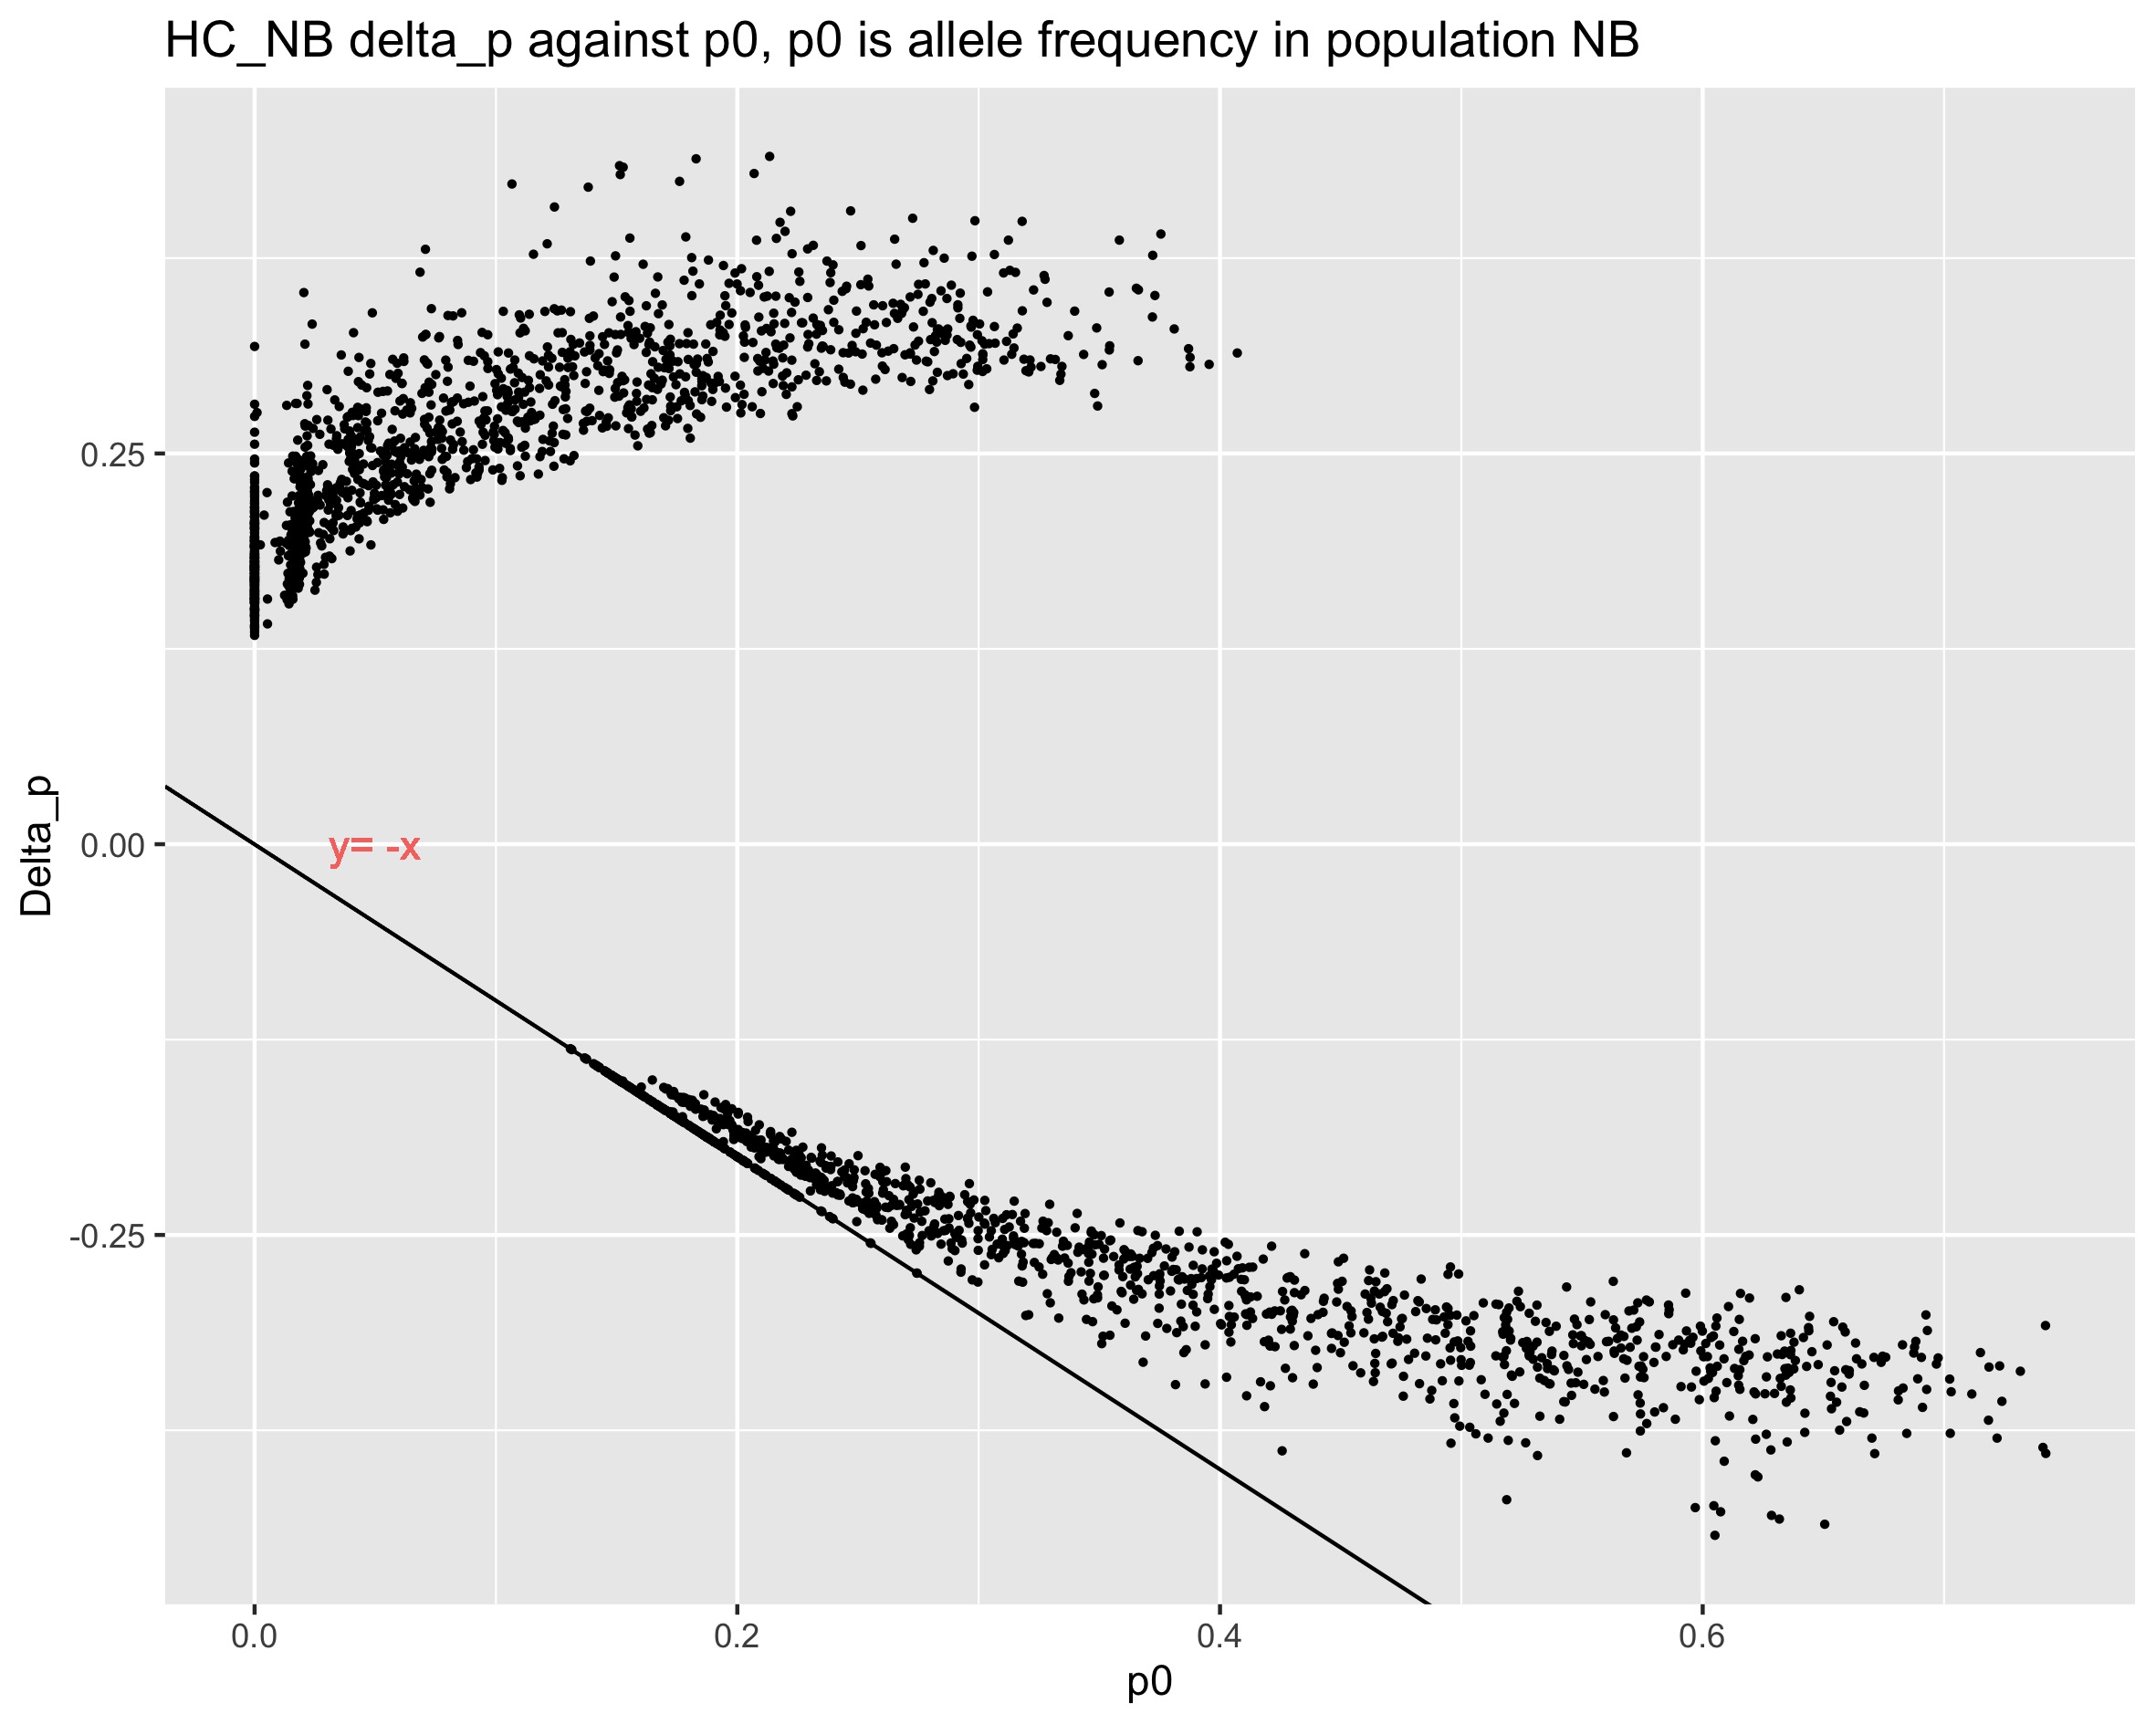 HC_NB delta_p against p0, p0 is allele frequency in population NB
Delta_p
0.25
0.00
-0.25
y= -x
0.0 0.2 0.4 0.6
p0